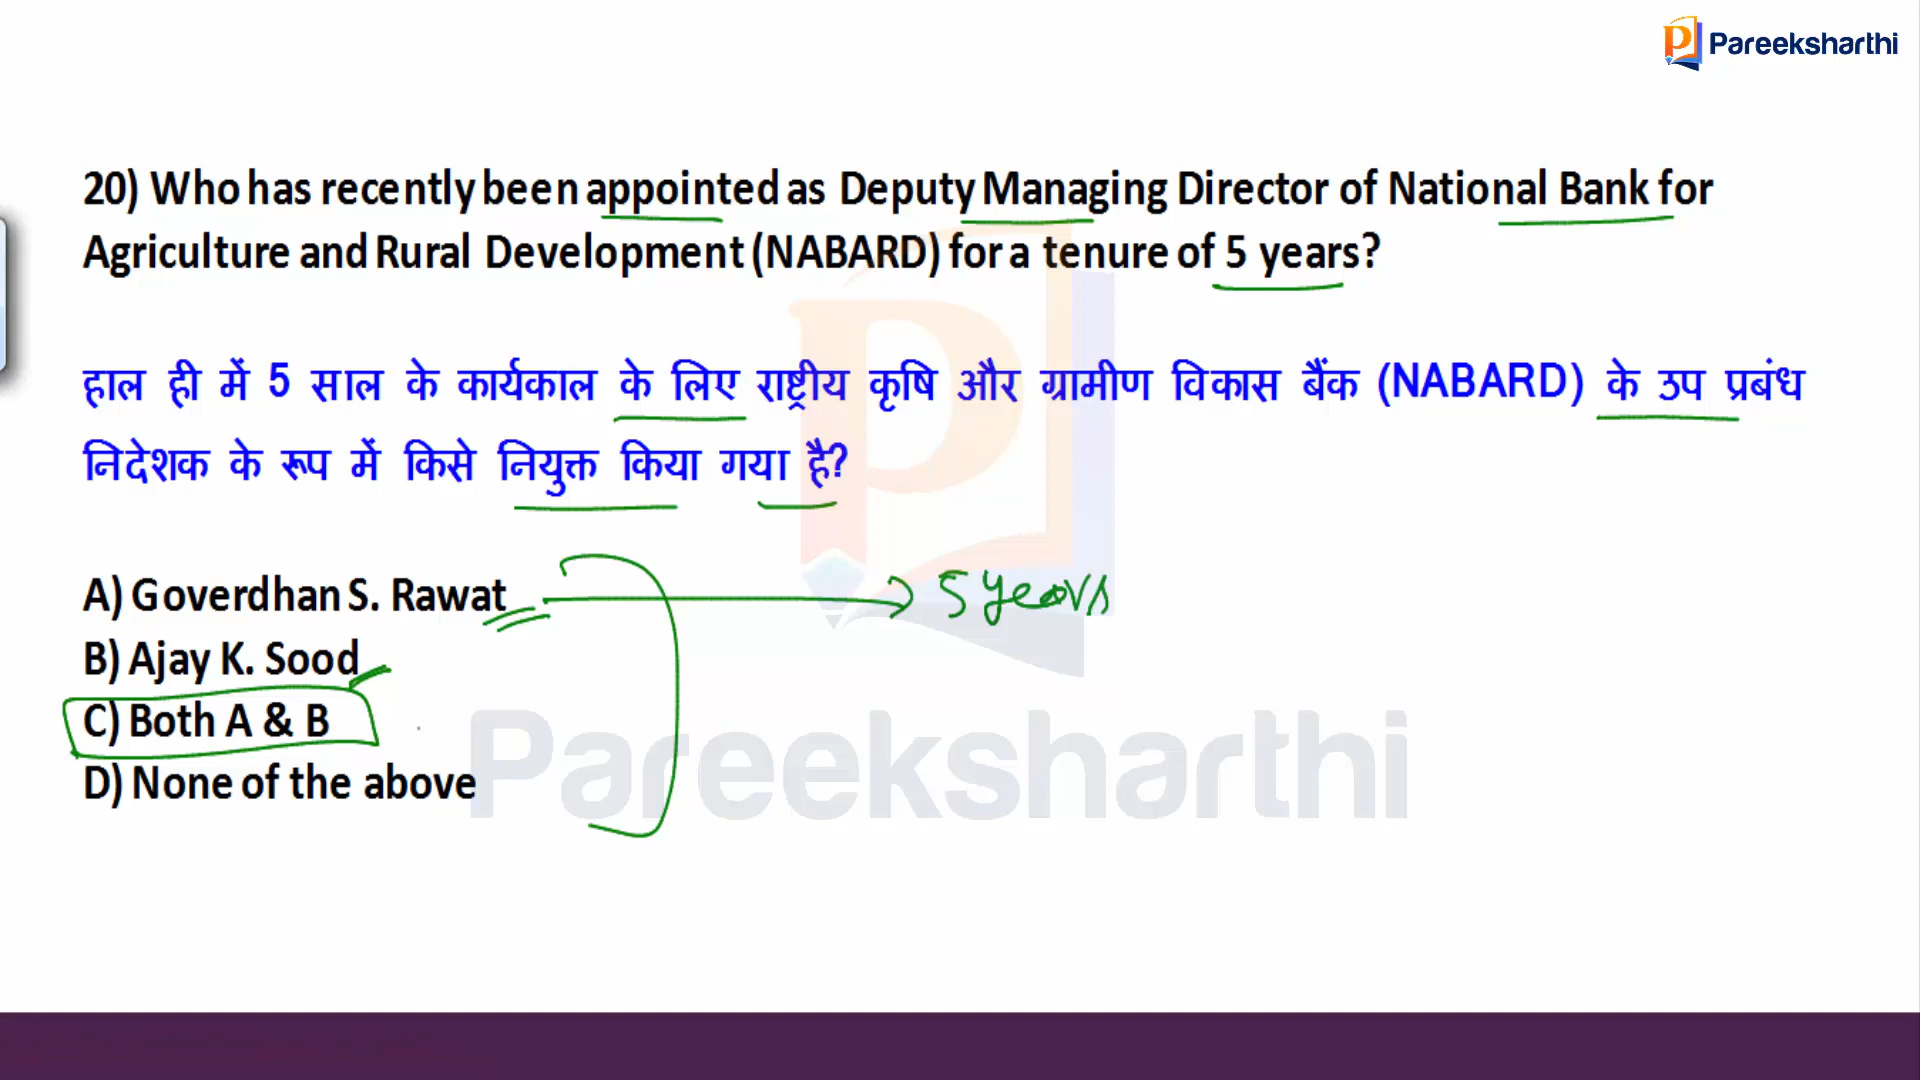 Pareeksharthi
20) Who has recently been appointed as Deputy Managing Director of National Bank for
Agriculture and Rural Development (NABARD) for a tenure of 5 years?
हाल ही में 5 साल के कार्यकाल के लिए राष्ट्रीय कृषि और ग्रामीण विकास बैंक (NABARD) के उप प्रबंध
निदेशक के रूप में किसे नियुक्त किया गया है?
A) Goverdhan S. Rawat
5 years
B) Ajay K. Sood
C) Both A & B
D) None of the above
Pareeksharthi